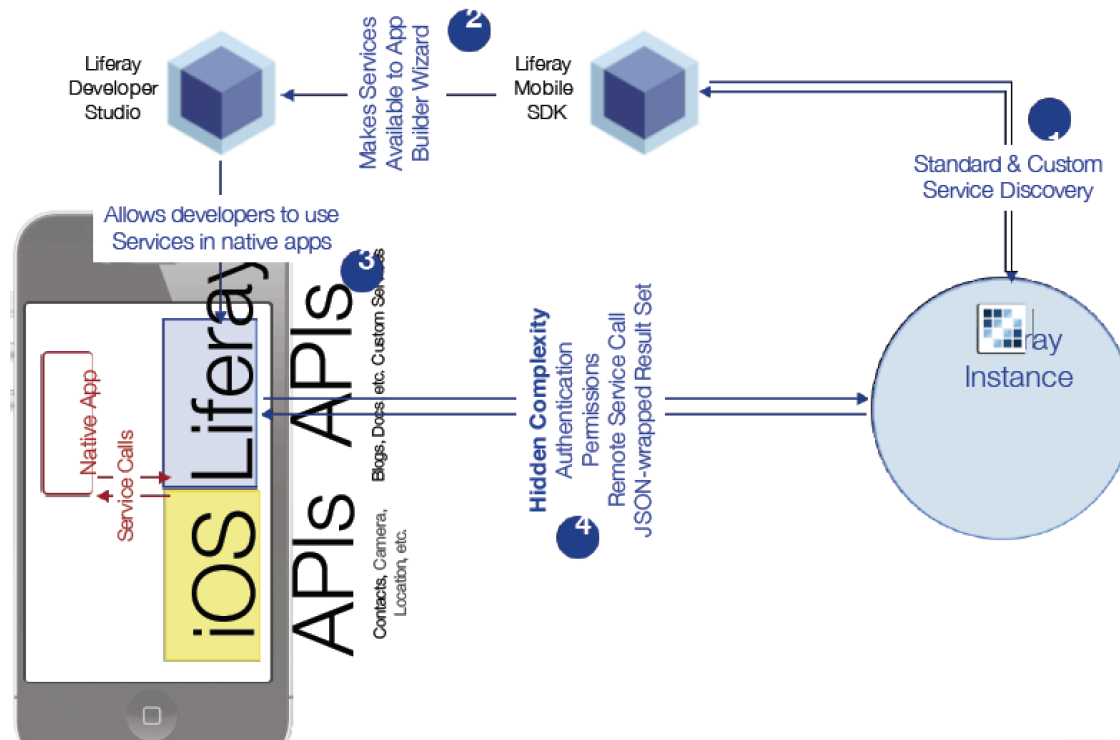 2
Liferay
Developer
Studio
Makes Services
Available to App
Builder Wizard
Liferay
Mobile
SDK
1
Standard & Custom
Service Discovery
Allows developers to use
Services in native apps
3
Liferay
APIs
Blogs, Docs etc. Custom Services
Native App
Service Calls
iOS
APIs
Contacts, Camera,
Location, etc.
Hidden Complexity
Authentication
Permissions
Remote Service Call
JSON-wrapped Result Set
4
ray
Instance